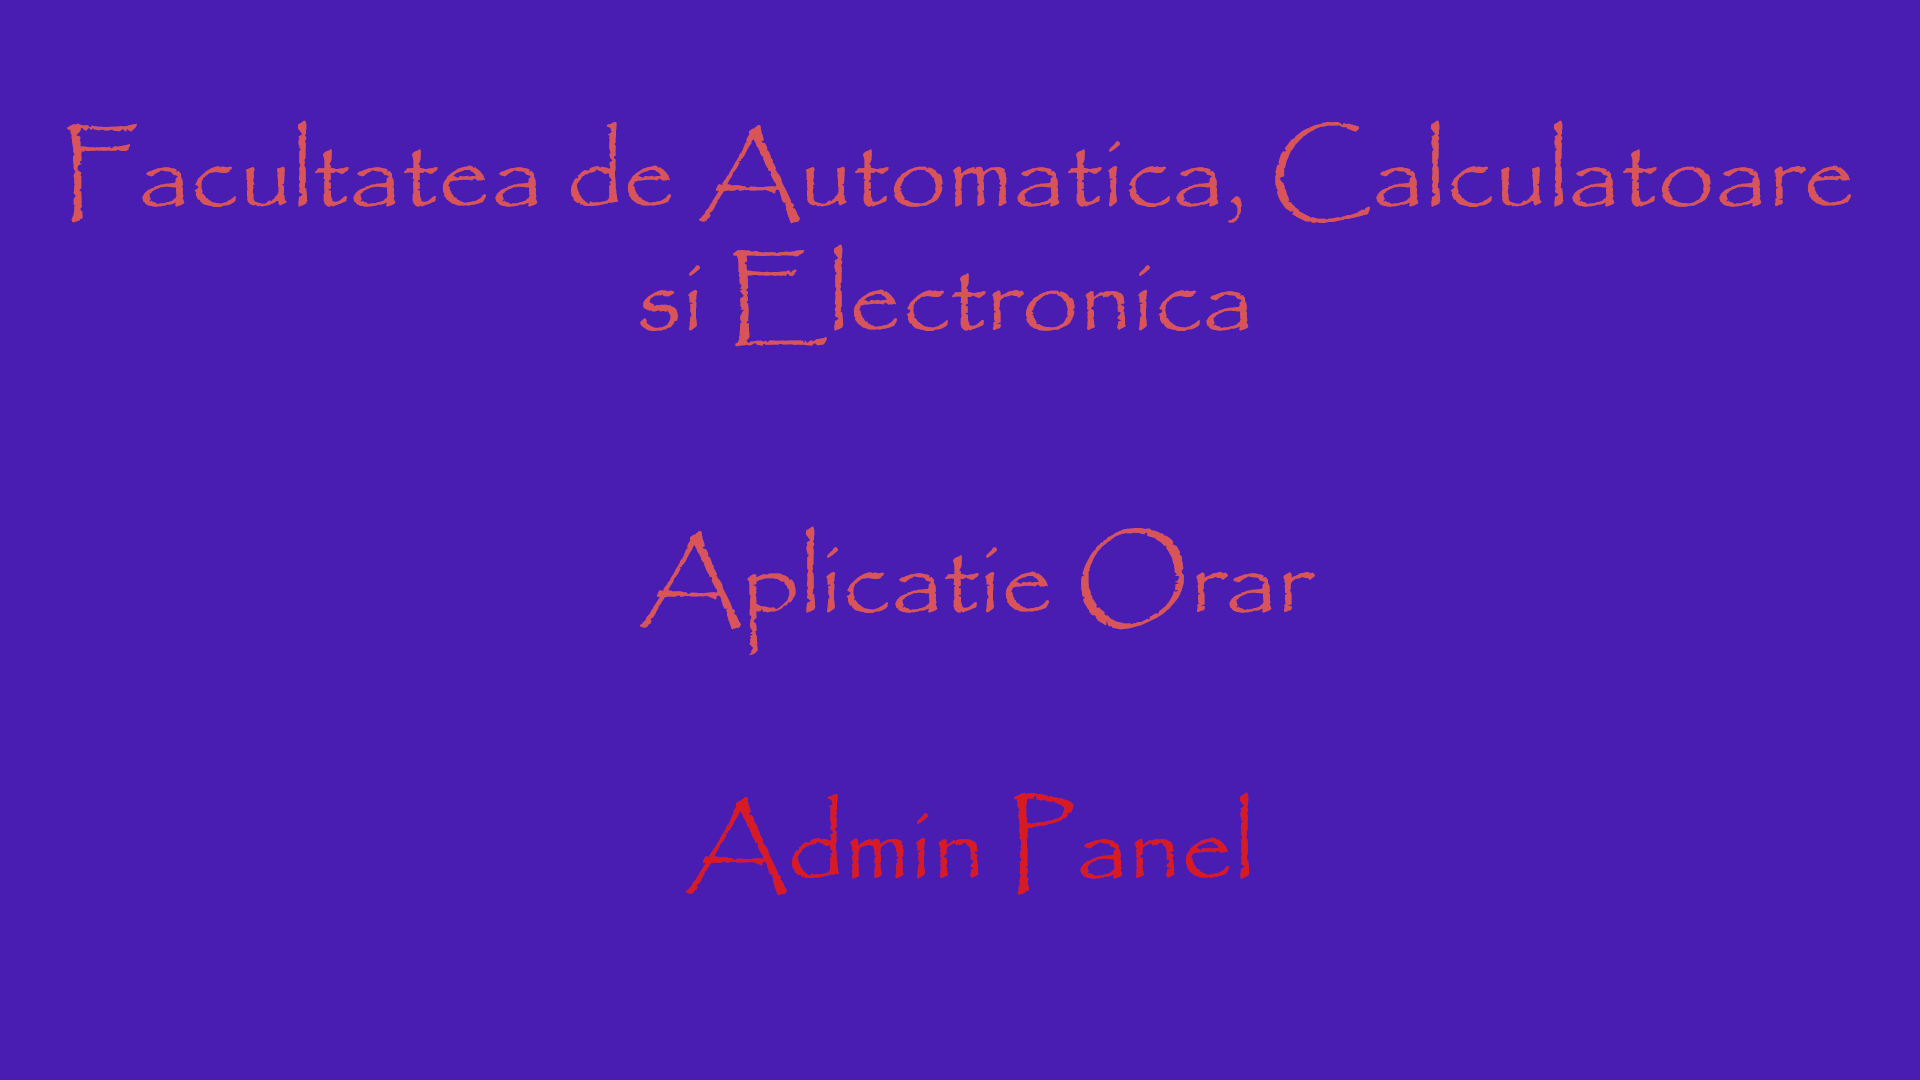 Facultatea de Automatica, Calculatoare
si Electronica
Aplicatie Orar
Admin Panel